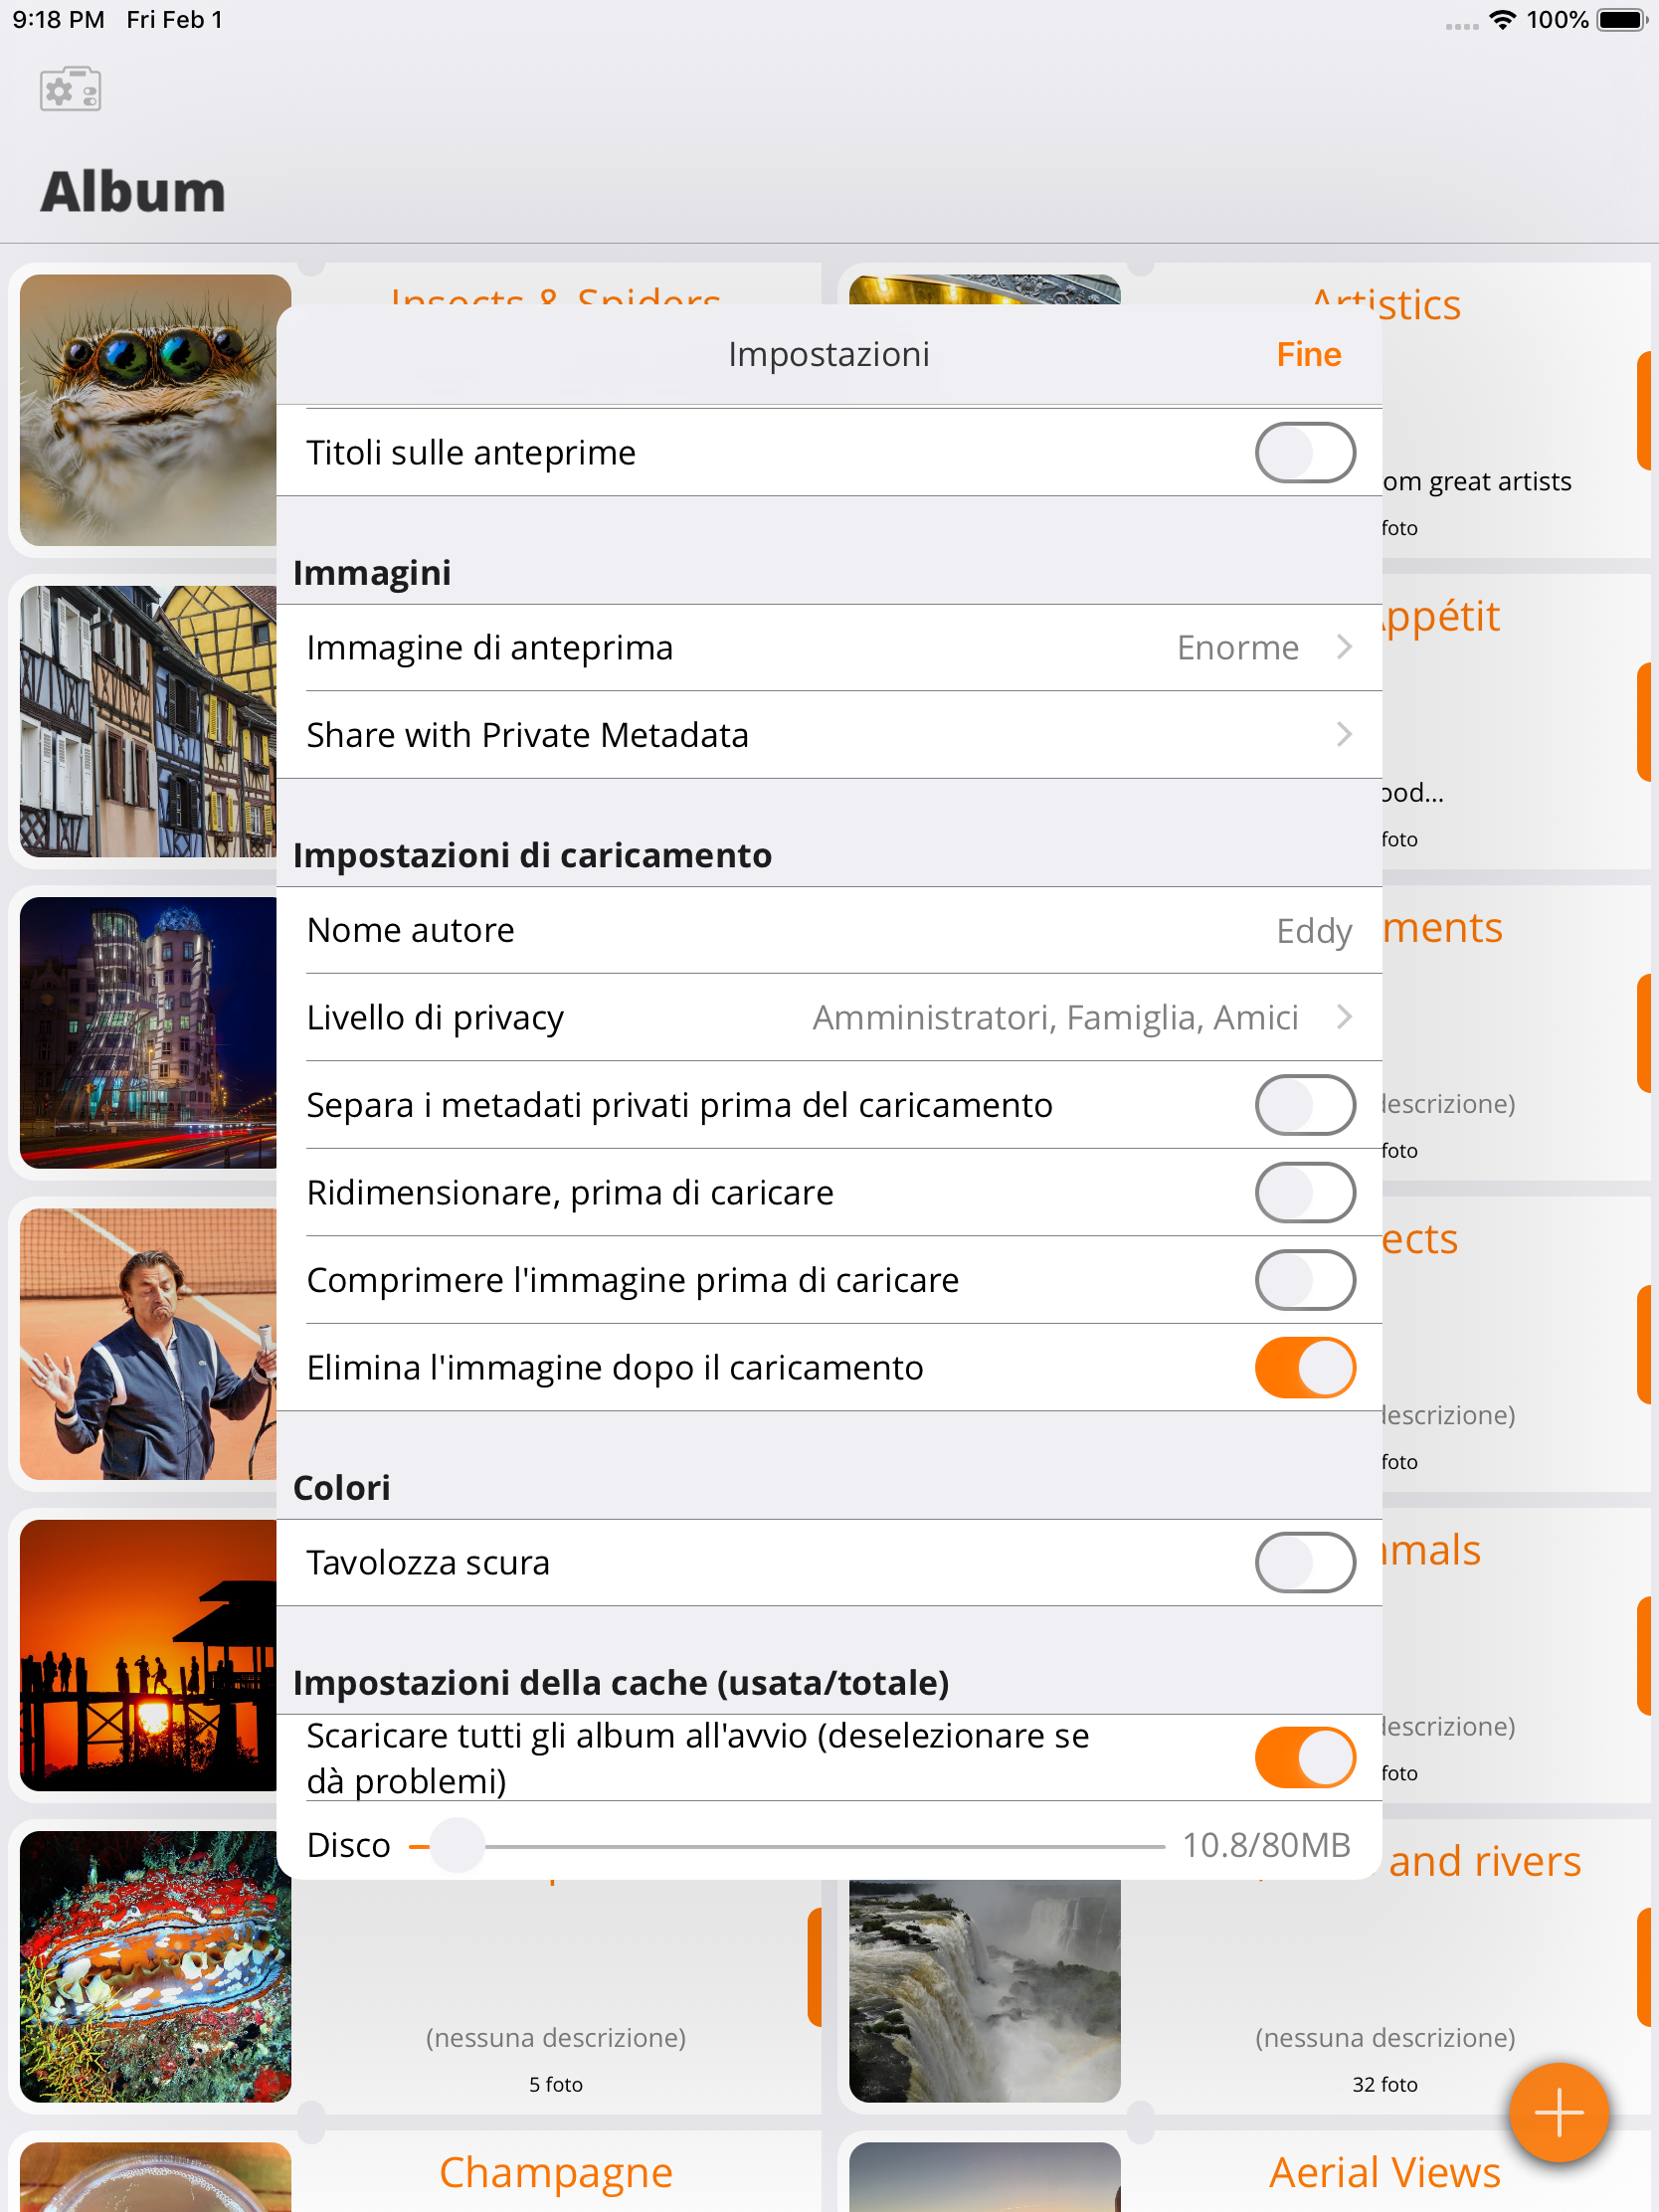 9:18 PM Fri Feb 1
100%
Album
Insects & Spiders
Artistics
Impostazioni
Fine
Titoli sulle anteprime
om great artists
foto
Immagini
Immagine di anteprima
Enorme
ppétit
Share with Private Metadata
ood...
foto
Impostazioni di caricamento
Nome autore
Eddy
ments
Livello di privacy
Amministratori, Famiglia, Amici
Separa i metadati privati prima del caricamento
descrizione)
foto
Ridimensionare, prima di caricare
ects
Comprimere l'immagine prima di caricare
Elimina l'immagine dopo il caricamento
descrizione)
foto
Colori
Tavolozza scura
mals
Impostazioni della cache (usata/totale)
Scaricare tutti gli album all'avvio (deselezionare se
dà problemi)
descrizione)
foto
Disco
10.8/80MB
and rivers
(nessuna descrizione)
5 foto
(nessuna descrizione)
32 foto
Champagne
Aerial Views